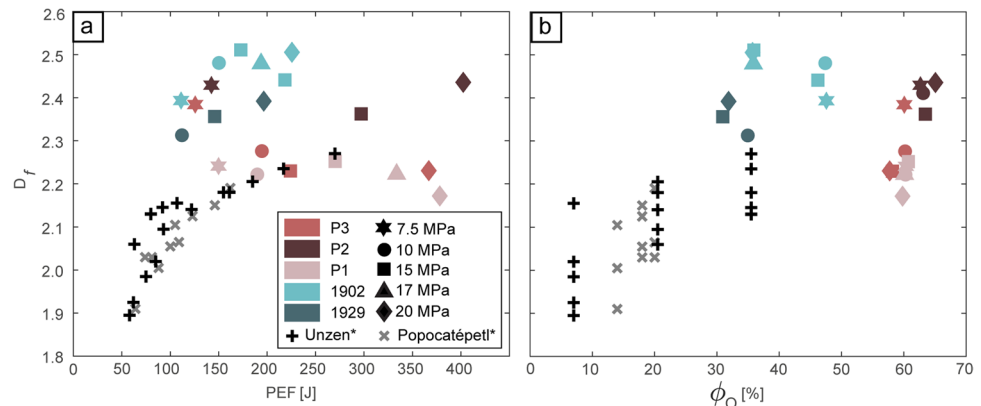 a
b
2.6
2.5
2.4
2.3
2.2
2.1
2.0
1.9
1.8
D_f
0 50 100 150 200 250 300 350 400
PEF [J]
P3
P2
P1
1902
1929
Unzen*
7.5 MPa
10 MPa
15 MPa
17 MPa
20 MPa
Popocatépetl*
0 10 20 30 40 50 60 70
ϕ_O [%]